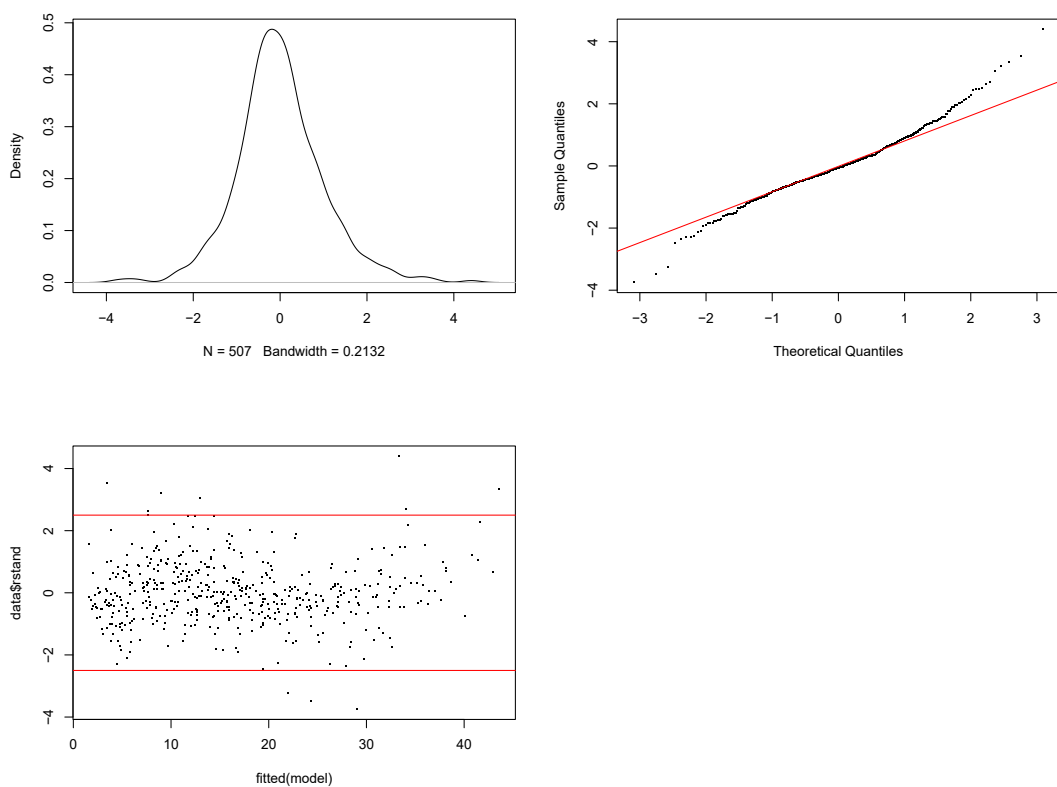 Density
0.0 0.1 0.2 0.3 0.4 0.5
−4 −2 0 2 4
N = 507 Bandwidth = 0.2132
Sample Quantiles
−4 −2 0 2 4
−3 −2 −1 0 1 2 3
Theoretical Quantiles
data$rstand
−4 −2 0 2 4
0 10 20 30 40
fitted(model)